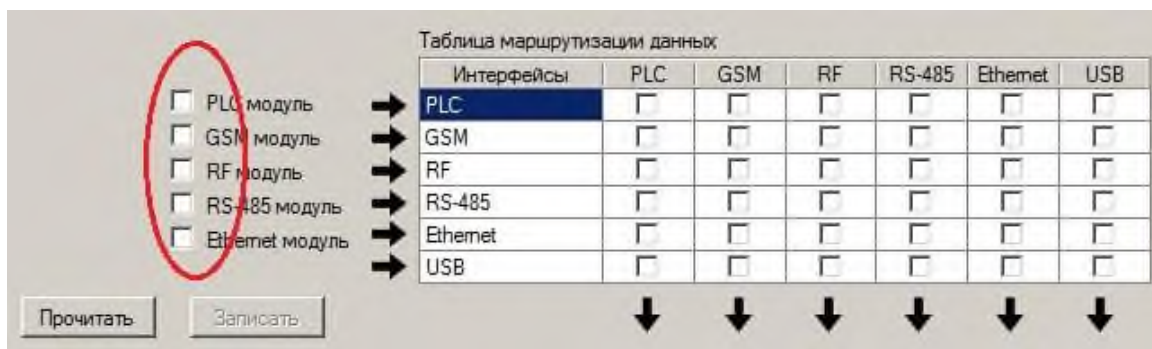 Таблица маршрутизации данных
Интерфейсы PLC GSM RF RS-485 Ethernet USB
PLC модуль PLC
GSM модуль GSM
RF модуль RF
RS-485 модуль RS-485
Ethernet модуль Ethernet
USB
Прочитать Записать